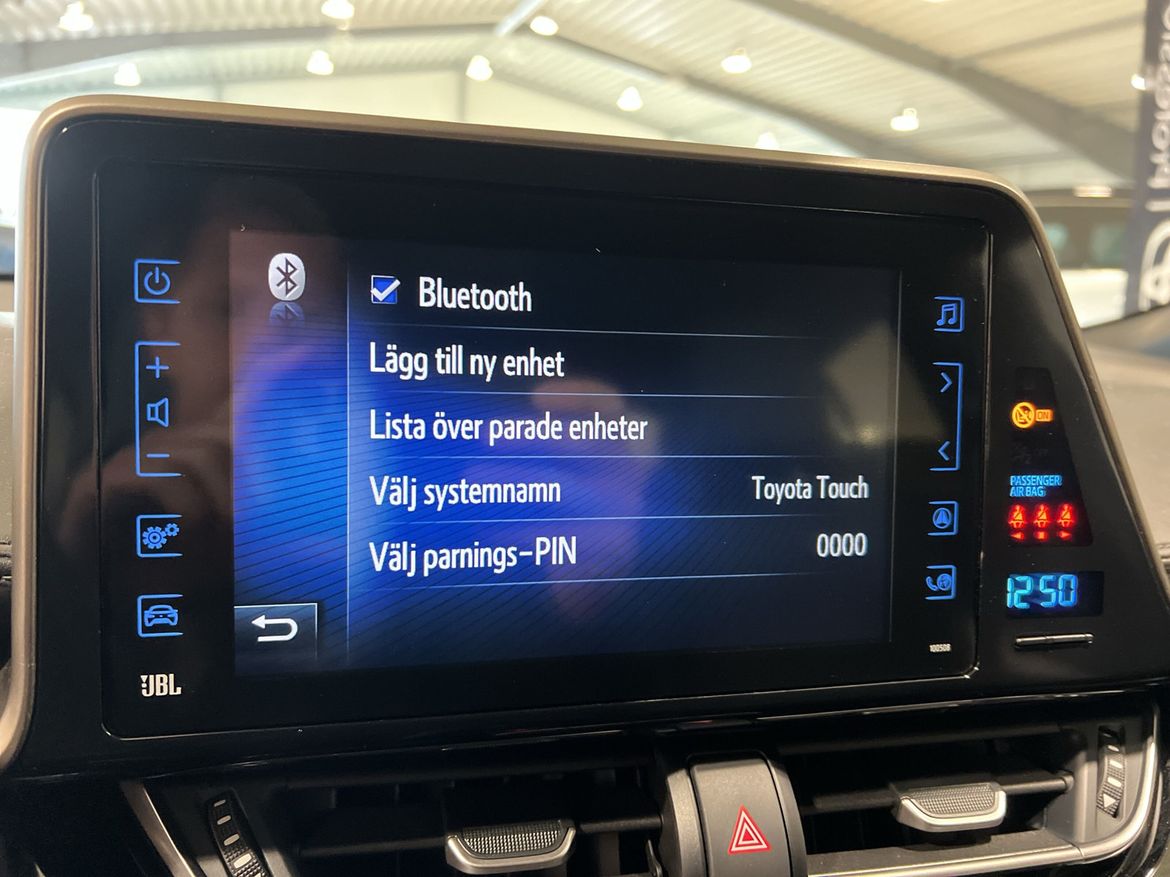 Bluetooth
Lägg till ny enhet
Lista över parade enheter
Välj systemnamn Toyota Touch
Välj parnings-PIN 0000
JBL
100508
ON
PASSENGER
AIR BAG
12:50